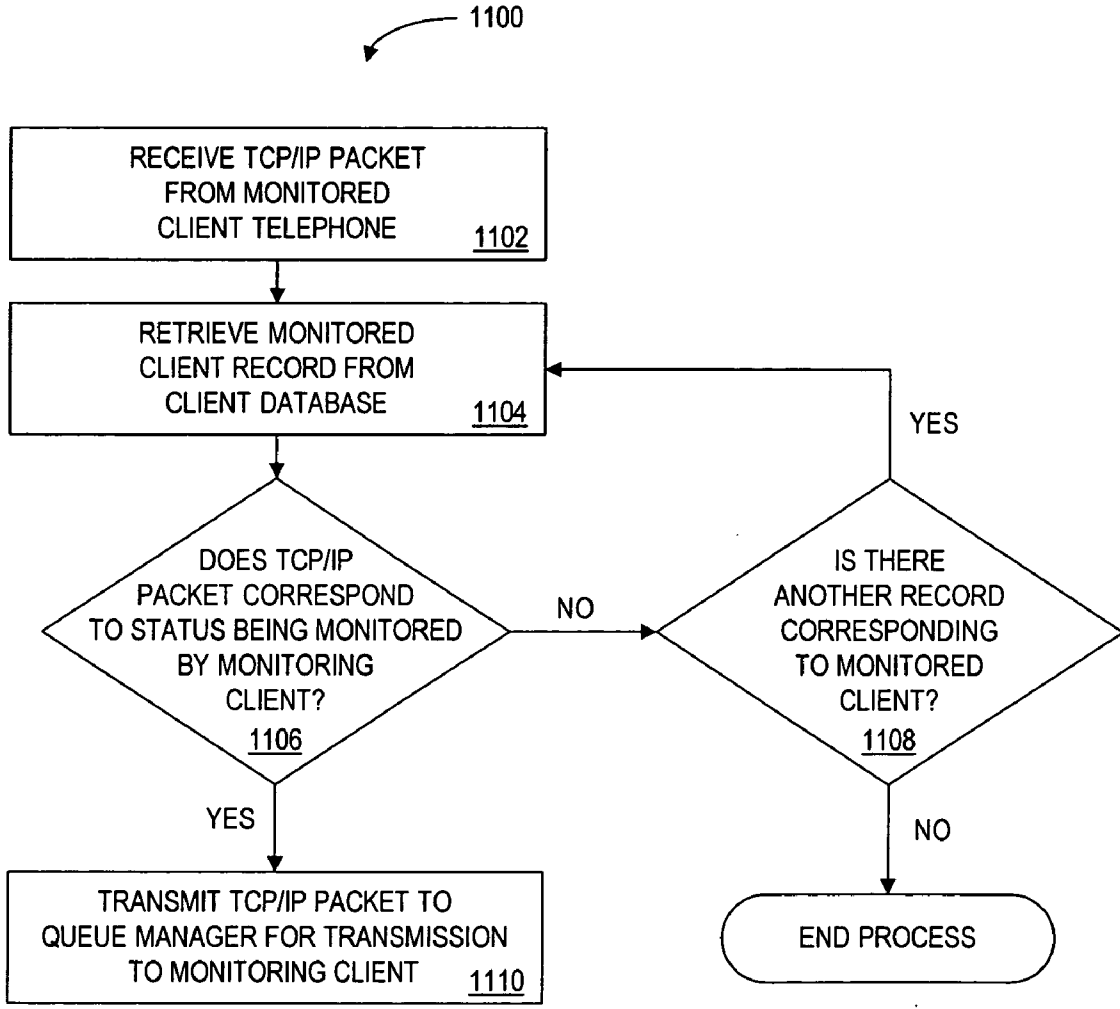 1100
RECEIVE TCP/IP PACKET
FROM MONITORED
CLIENT TELEPHONE
1102
RETRIEVE MONITORED
CLIENT RECORD FROM
CLIENT DATABASE
1104
DOES TCP/IP
PACKET CORRESPOND
TO STATUS BEING MONITORED
BY MONITORING
CLIENT?
1106
NO
IS THERE
ANOTHER RECORD
CORRESPONDING
TO MONITORED
CLIENT?
1108
YES
YES
TRANSMIT TCP/IP PACKET TO
QUEUE MANAGER FOR TRANSMISSION
TO MONITORING CLIENT
1110
NO
END PROCESS